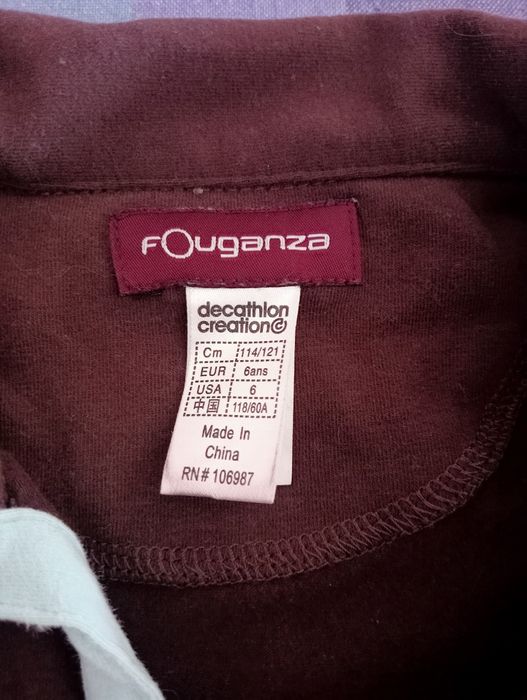 fOuganza
decathlon
creation
Cm 114/121
EUR 6ans
USA 6
中国 118/60A
Made In
China
RN# 106987